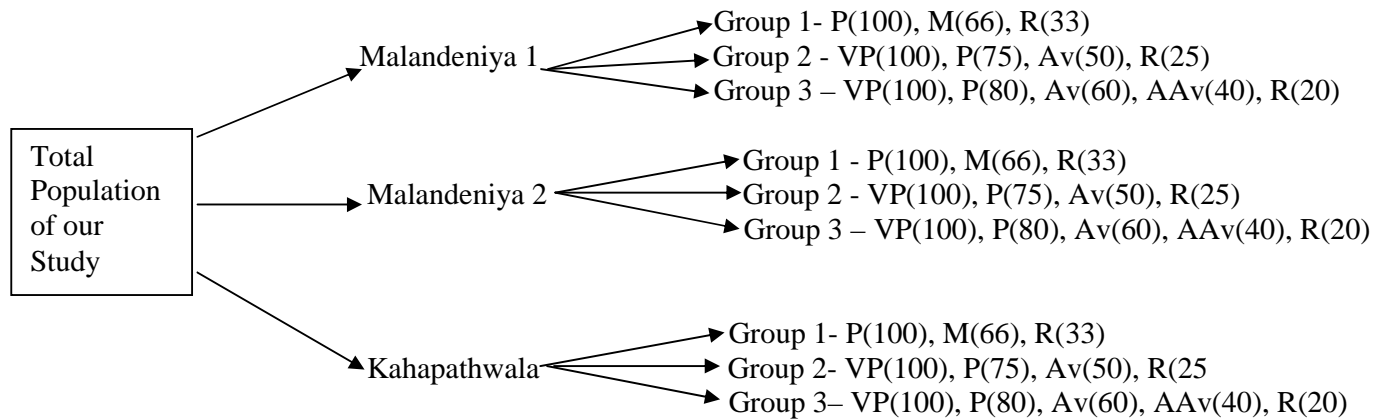 Total
Population
of our
Study
Malandeniya 1
Group 1- P(100), M(66), R(33)
Group 2 - VP(100), P(75), Av(50), R(25)
Group 3 – VP(100), P(80), Av(60), AAv(40), R(20)
Malandeniya 2
Group 1 - P(100), M(66), R(33)
Group 2 - VP(100), P(75), Av(50), R(25)
Group 3 – VP(100), P(80), Av(60), AAv(40), R(20)
Kahapathwala
Group 1- P(100), M(66), R(33)
Group 2- VP(100), P(75), Av(50), R(25
Group 3– VP(100), P(80), Av(60), AAv(40), R(20)